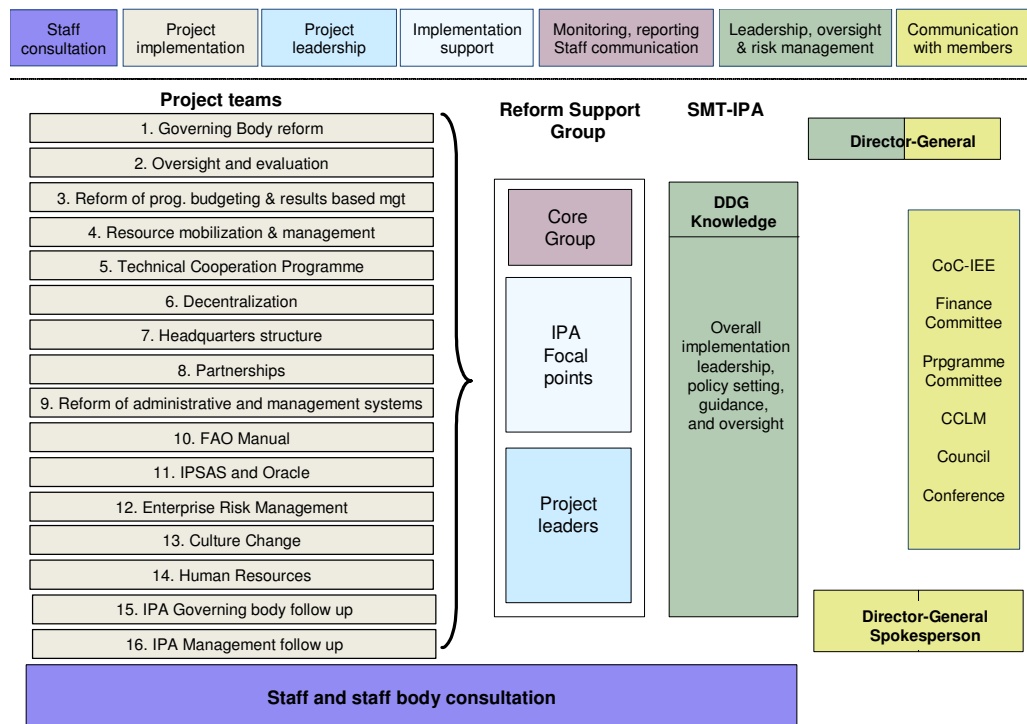 Staff
consultation
Project
implementation
Project
leadership
Implementation
support
Monitoring, reporting
Staff communication
Leadership, oversight
& risk management
Communication
with members
Project teams
1. Governing Body reform
2. Oversight and evaluation
3. Reform of prog. budgeting & results based mgt
4. Resource mobilization & management
5. Technical Cooperation Programme
6. Decentralization
7. Headquarters structure
8. Partnerships
9. Reform of administrative and management systems
10. FAO Manual
11. IPSAS and Oracle
12. Enterprise Risk Management
13. Culture Change
14. Human Resources
15. IPA Governing body follow up
16. IPA Management follow up
Reform Support
Group
Core
Group
IPA
Focal
points
Project
leaders
SMT-IPA
DDG
Knowledge
Overall
implementation
leadership,
policy setting,
guidance,
and oversight
Director-General
CoC-IEE
Finance
Committee
Prpgramme
Committee
CCLM
Council
Conference
Director-General
Spokesperson
Staff and staff body consultation